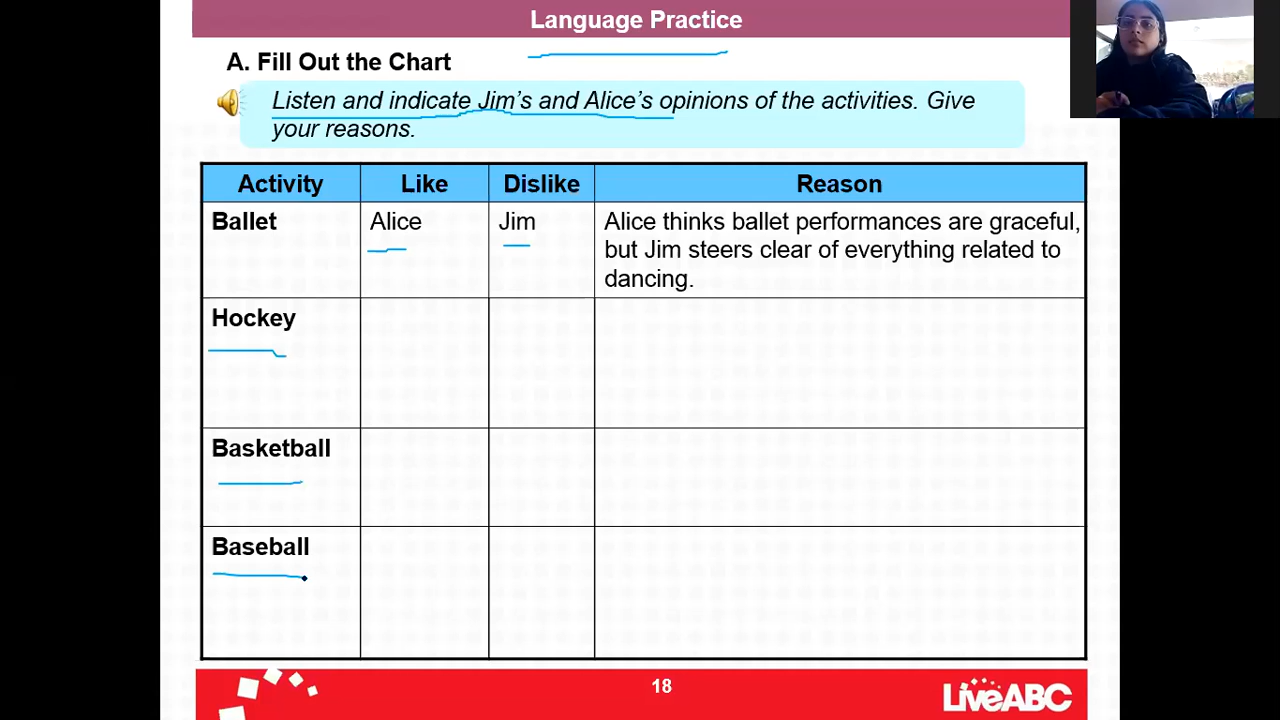 Language Practice
A. Fill Out the Chart
Listen and indicate Jim's and Alice's opinions of the activities. Give
your reasons.
Activity Like Dislike Reason
Ballet Alice Jim Alice thinks ballet performances are graceful,
but Jim steers clear of everything related to
dancing.
Hockey
Basketball
Baseball
18
LiveABC